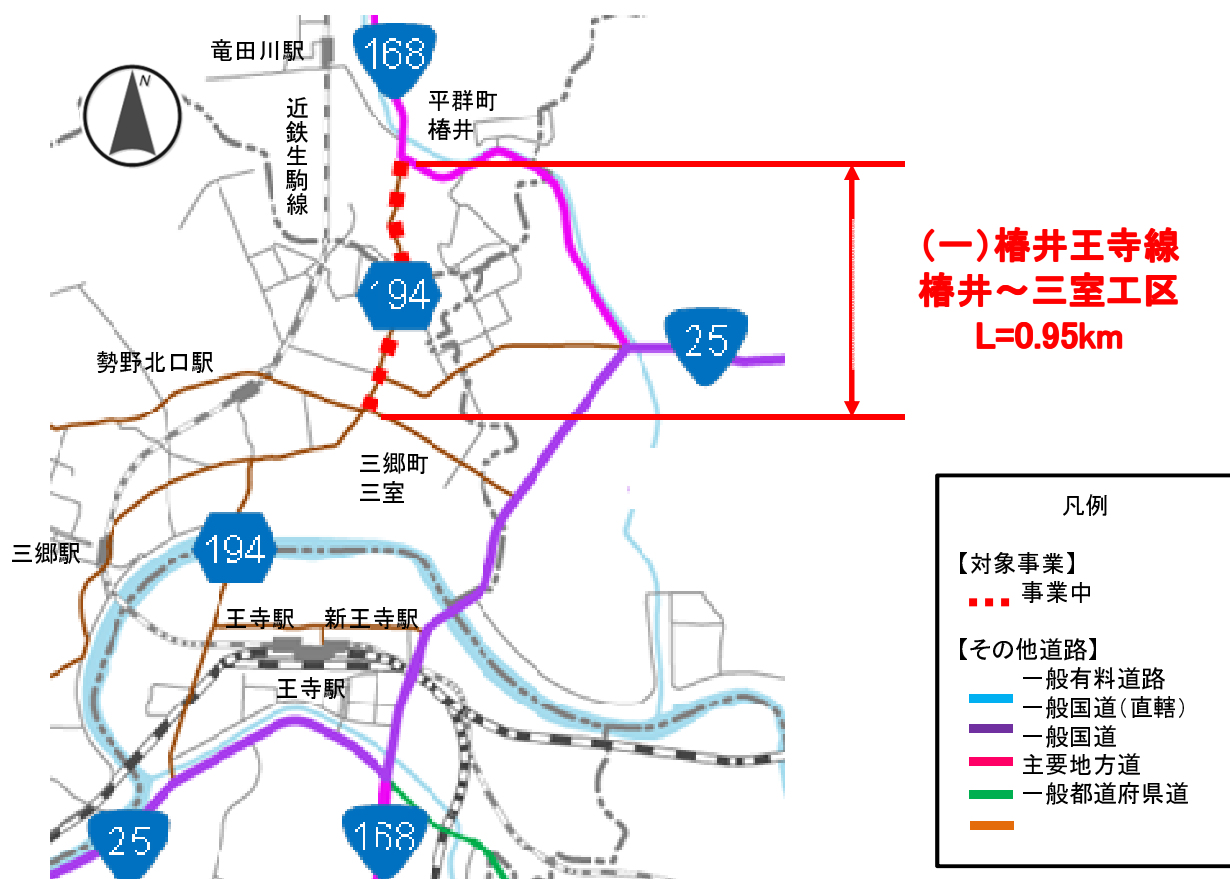 竜田川駅
168
N
平群町
椿井
近鉄生駒線
(一)椿井王寺線
椿井～三室工区
L=0.95km
194
25
勢野北口駅
三郷町
三室
194
三郷駅
王寺駅
新王寺駅
王寺駅
25
168
凡例
【対象事業】
事業中
【その他道路】
一般有料道路
一般国道(直轄)
一般国道
主要地方道
一般都道府県道